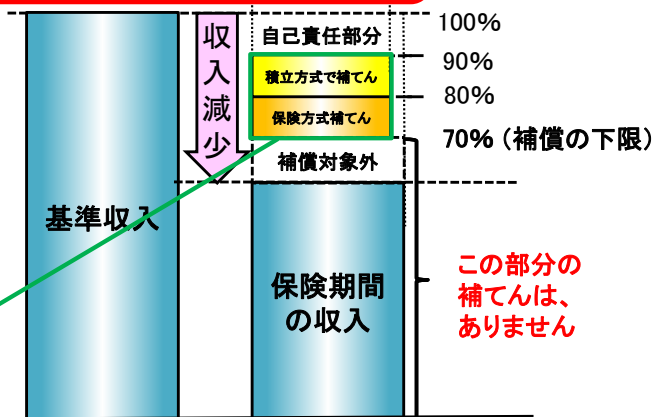 100%
収入減少
自己責任部分
90%
積立方式で補てん
80%
保険方式補てん
70%（補償の下限）
補償対象外
基準収入
保険期間
の収入
この部分の
補てんは、
ありません